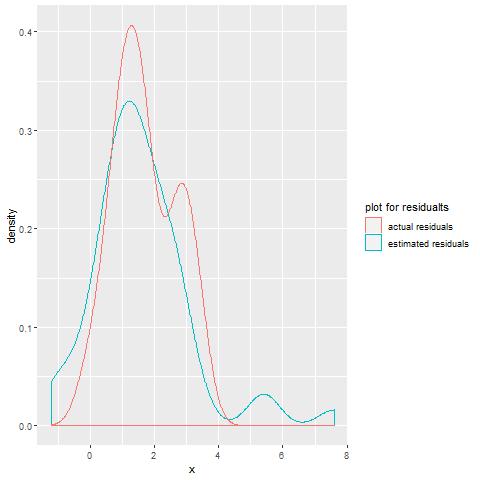 0.4
0.3
0.2
0.1
0.0
density
0 2 4 6 8
x
plot for residualts
actual residuals
estimated residuals